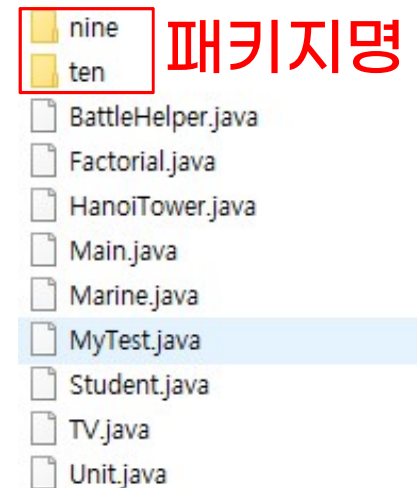 nine
패키지명
ten
BattleHelper.java
Factorial.java
HanoiTower.java
Main.java
Marine.java
MyTest.java
Student.java
TV.java
Unit.java